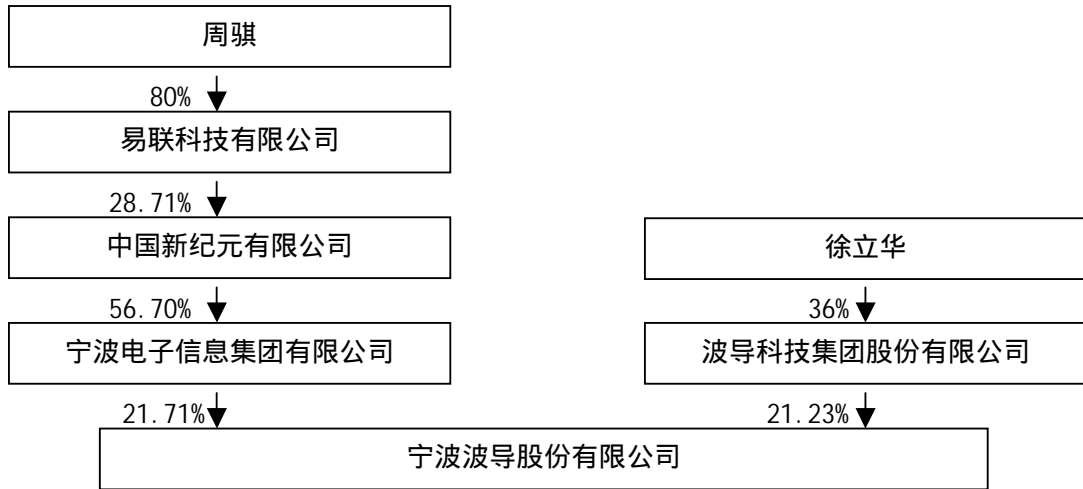 周骐
80%
易联科技有限公司
28.71%
中国新纪元有限公司
徐立华
56.70%
36%
宁波电子信息集团有限公司
波导科技集团股份有限公司
21.71%
21.23%
宁波波导股份有限公司